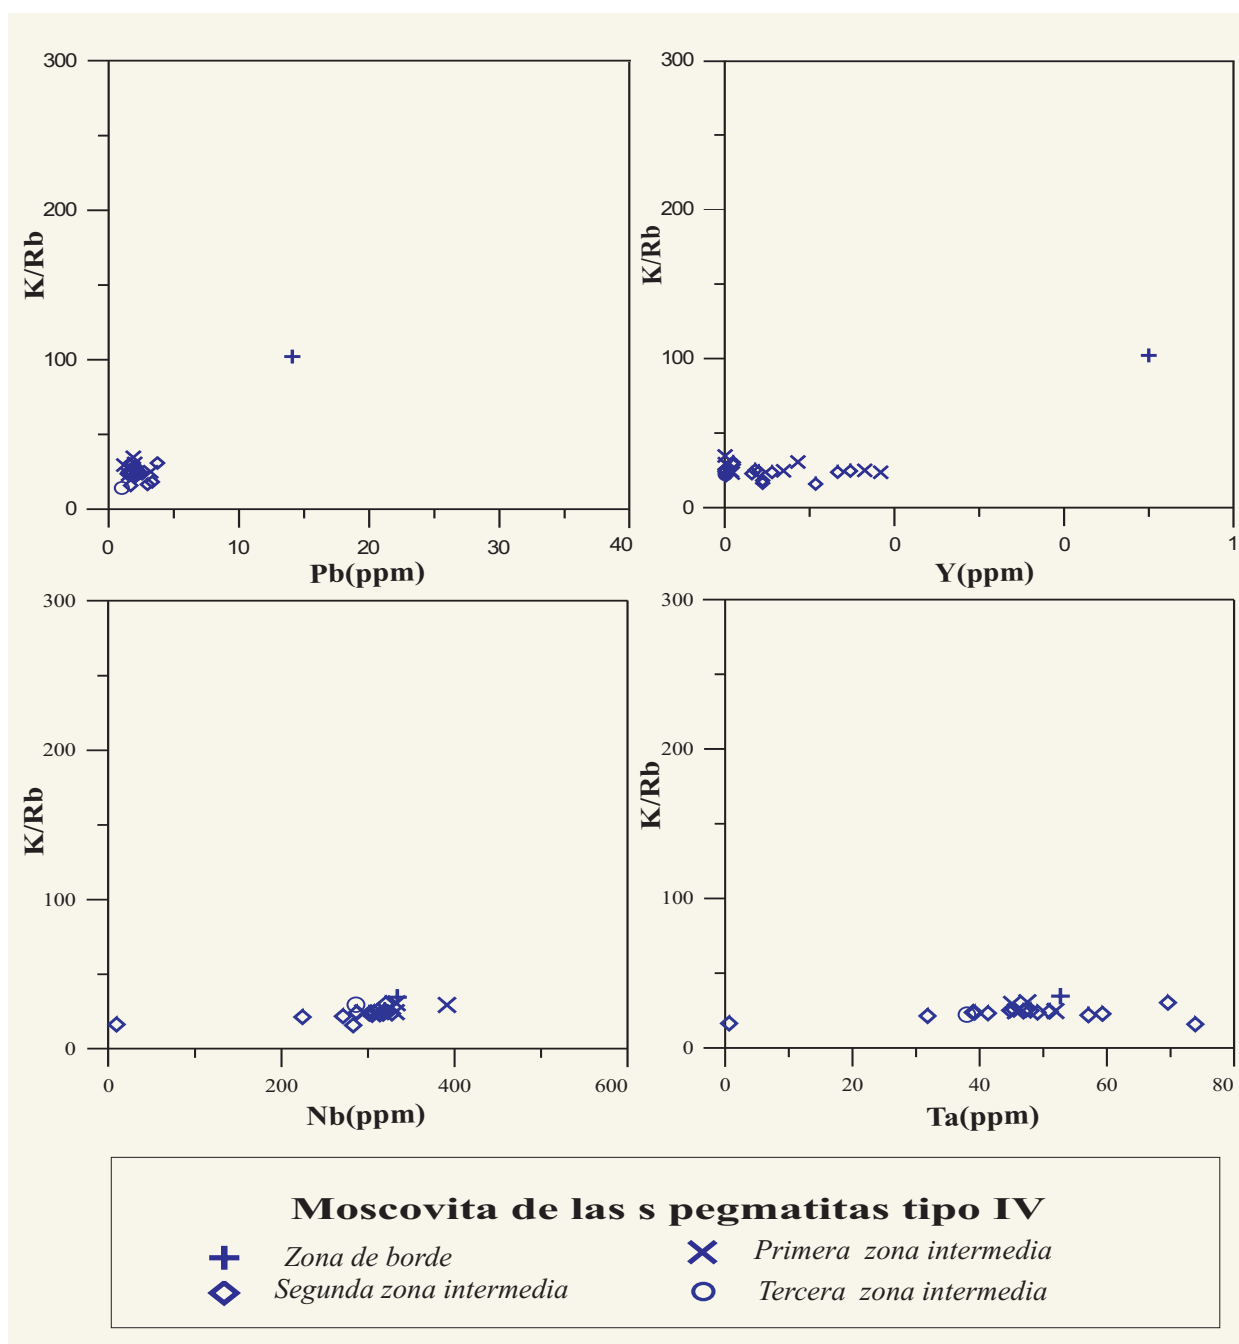 300
200
100
0
K/Rb
0 10 20 30 40
Pb(ppm)
300
200
100
0
K/Rb
0 0 0 1
Y(ppm)
300
200
100
0
K/Rb
0 200 400 600
Nb(ppm)
300
200
100
0
K/Rb
0 20 40 60 80
Ta(ppm)
Moscovita de las s pegmatitas tipo IV
Zona de borde
Primera zona intermedia
Segunda zona intermedia
Tercera zona intermedia